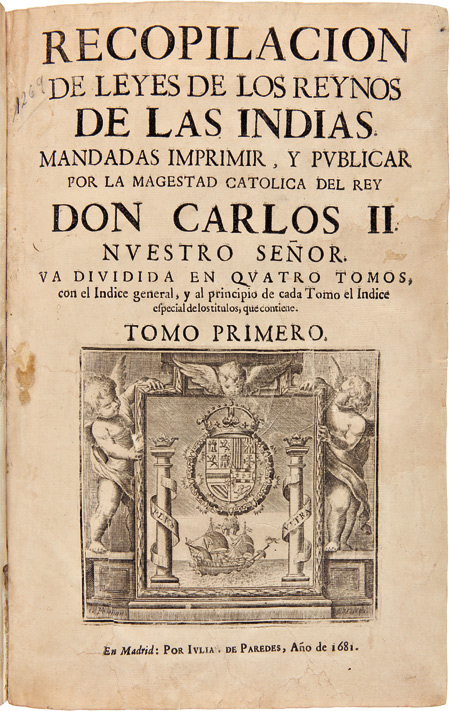 RECOPILACION
DE LEYES DE LOS REYNOS
DE LAS INDIAS.
MANDADAS IMPRIMIR, Y PVBLICAR
POR LA MAGESTAD CATOLICA DEL REY
DON CARLOS II.
NVESTRO SEÑOR.
VA DIVIDIDA EN QVATRO TOMOS,
con el Indice general, y al principio de cada Tomo el Indice
especial de los titulos, que contiene.
TOMO PRIMERO.
VLTRA
En Madrid: POR IVLIA. DE PAREDES, Año de 1681.